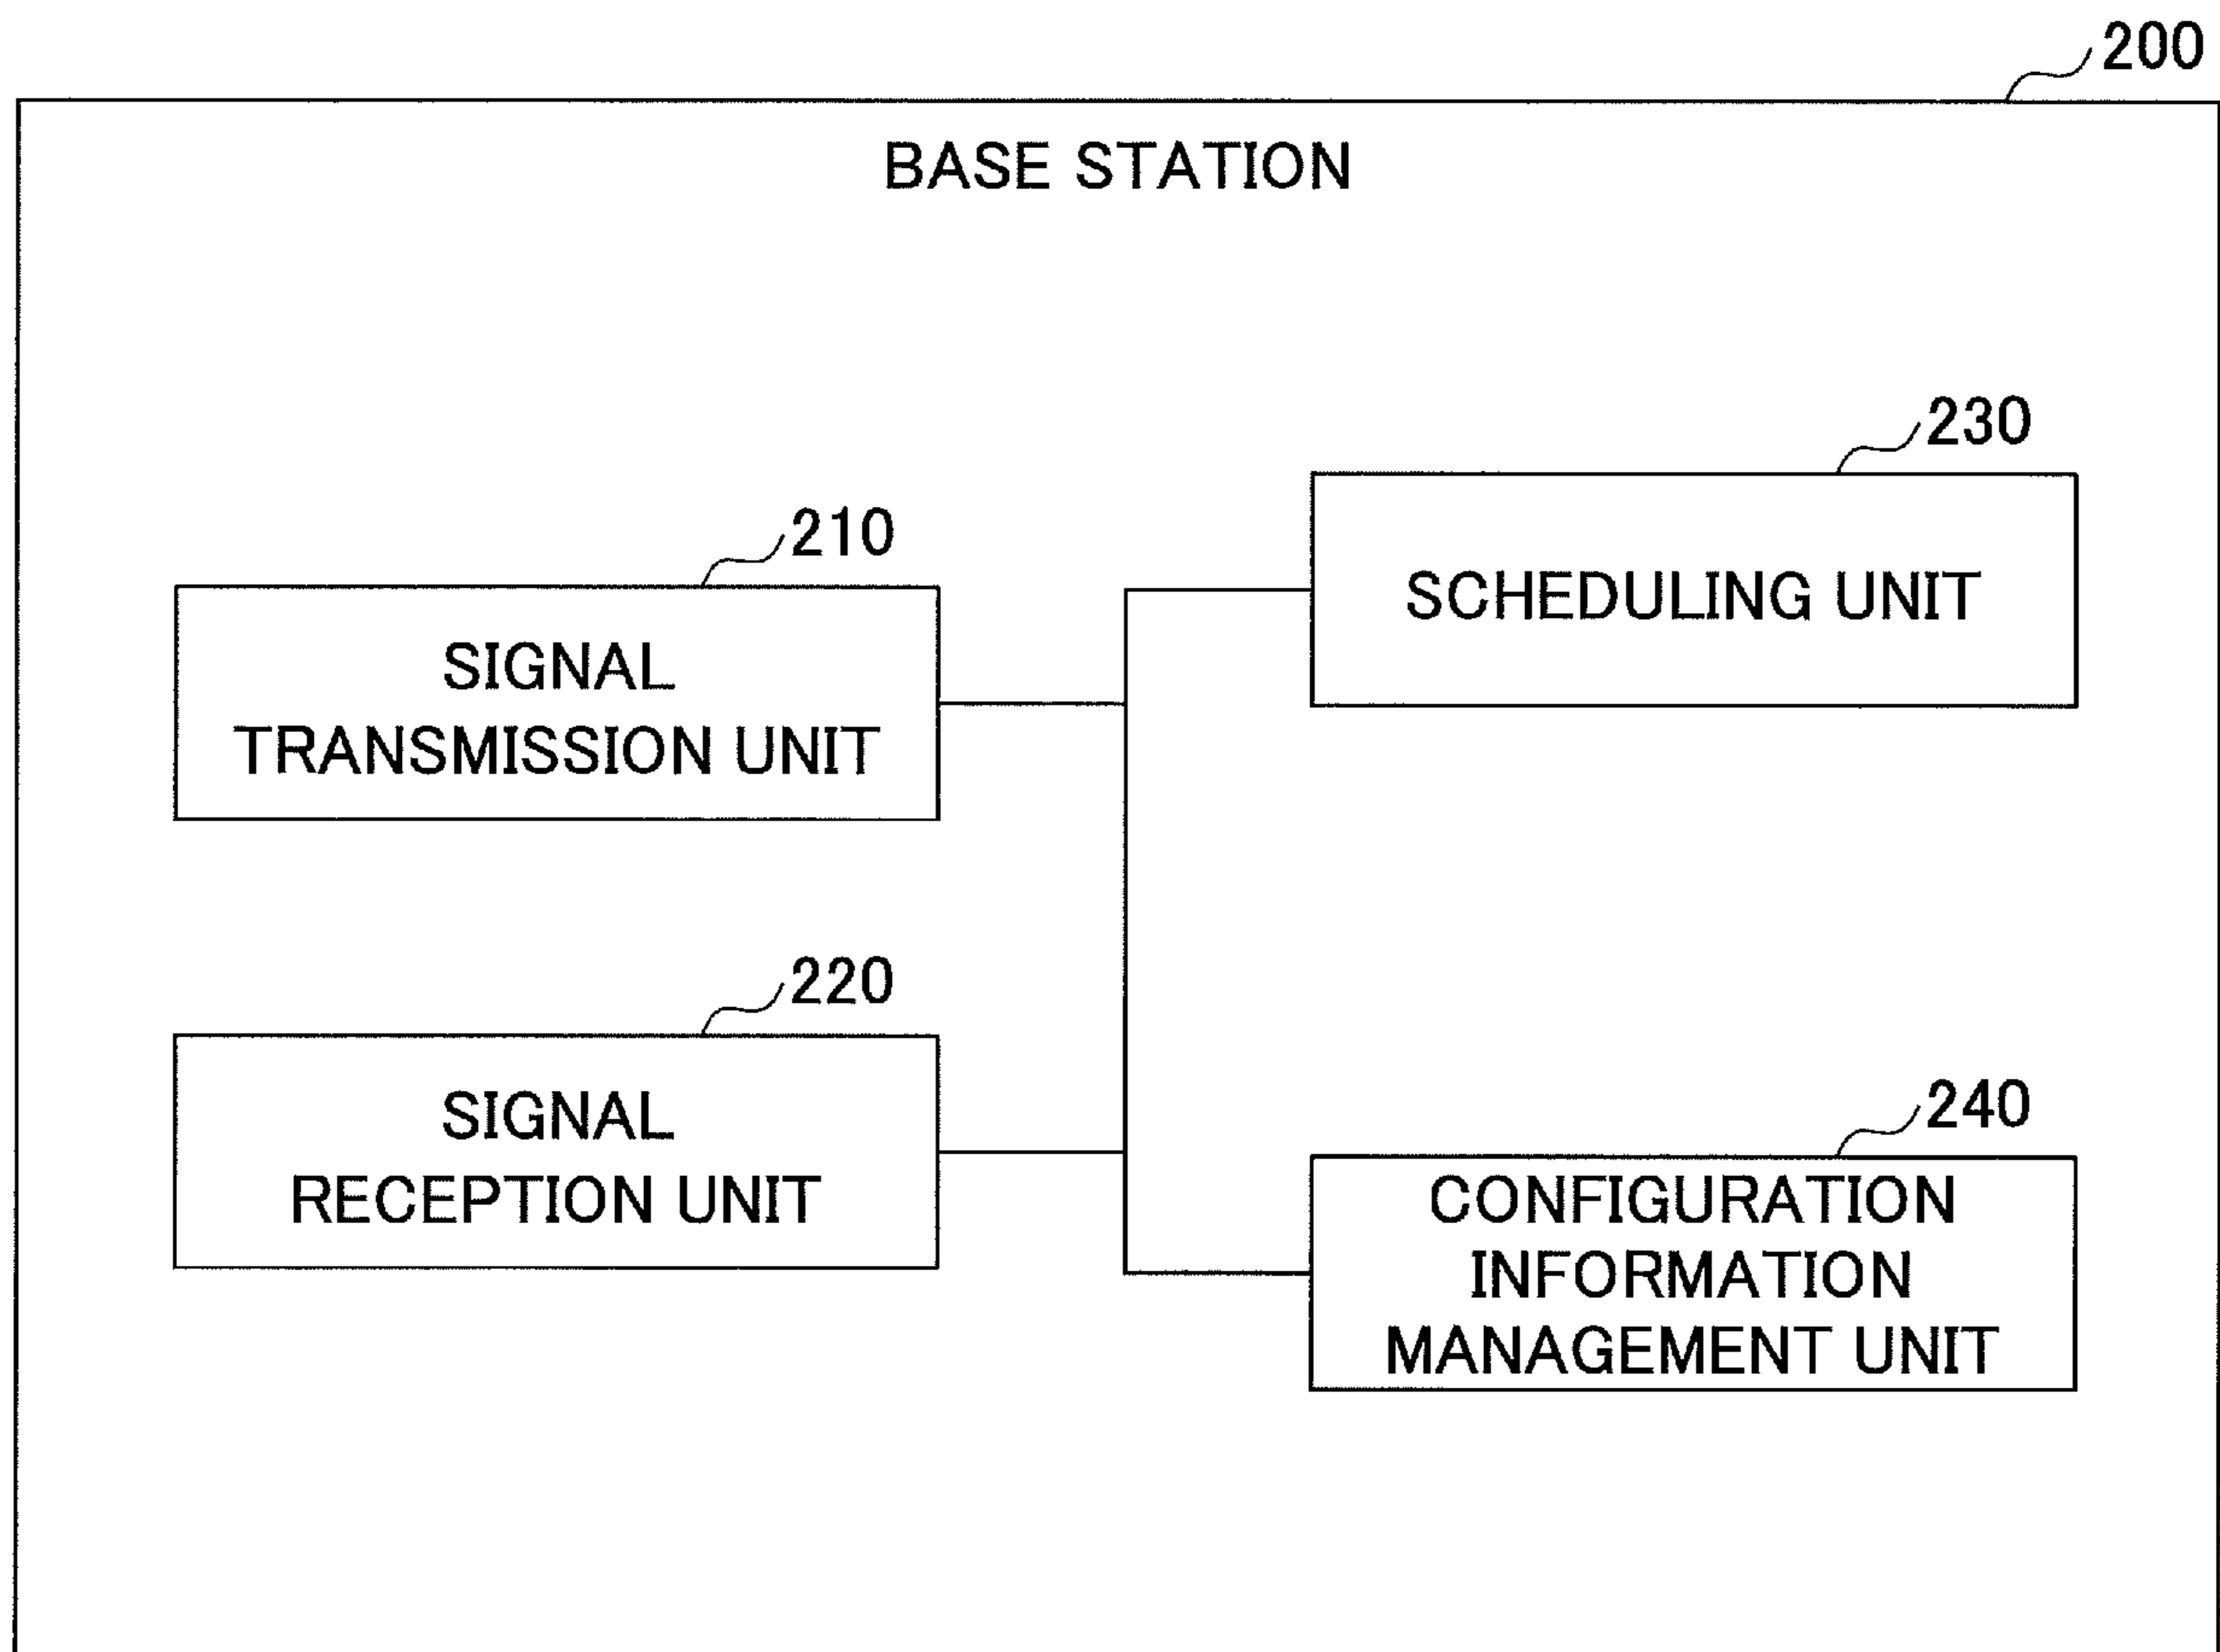 200
BASE STATION
230
SCHEDULING UNIT
210
SIGNAL
TRANSMISSION UNIT
220
SIGNAL
RECEPTION UNIT
240
CONFIGURATION
INFORMATION
MANAGEMENT UNIT